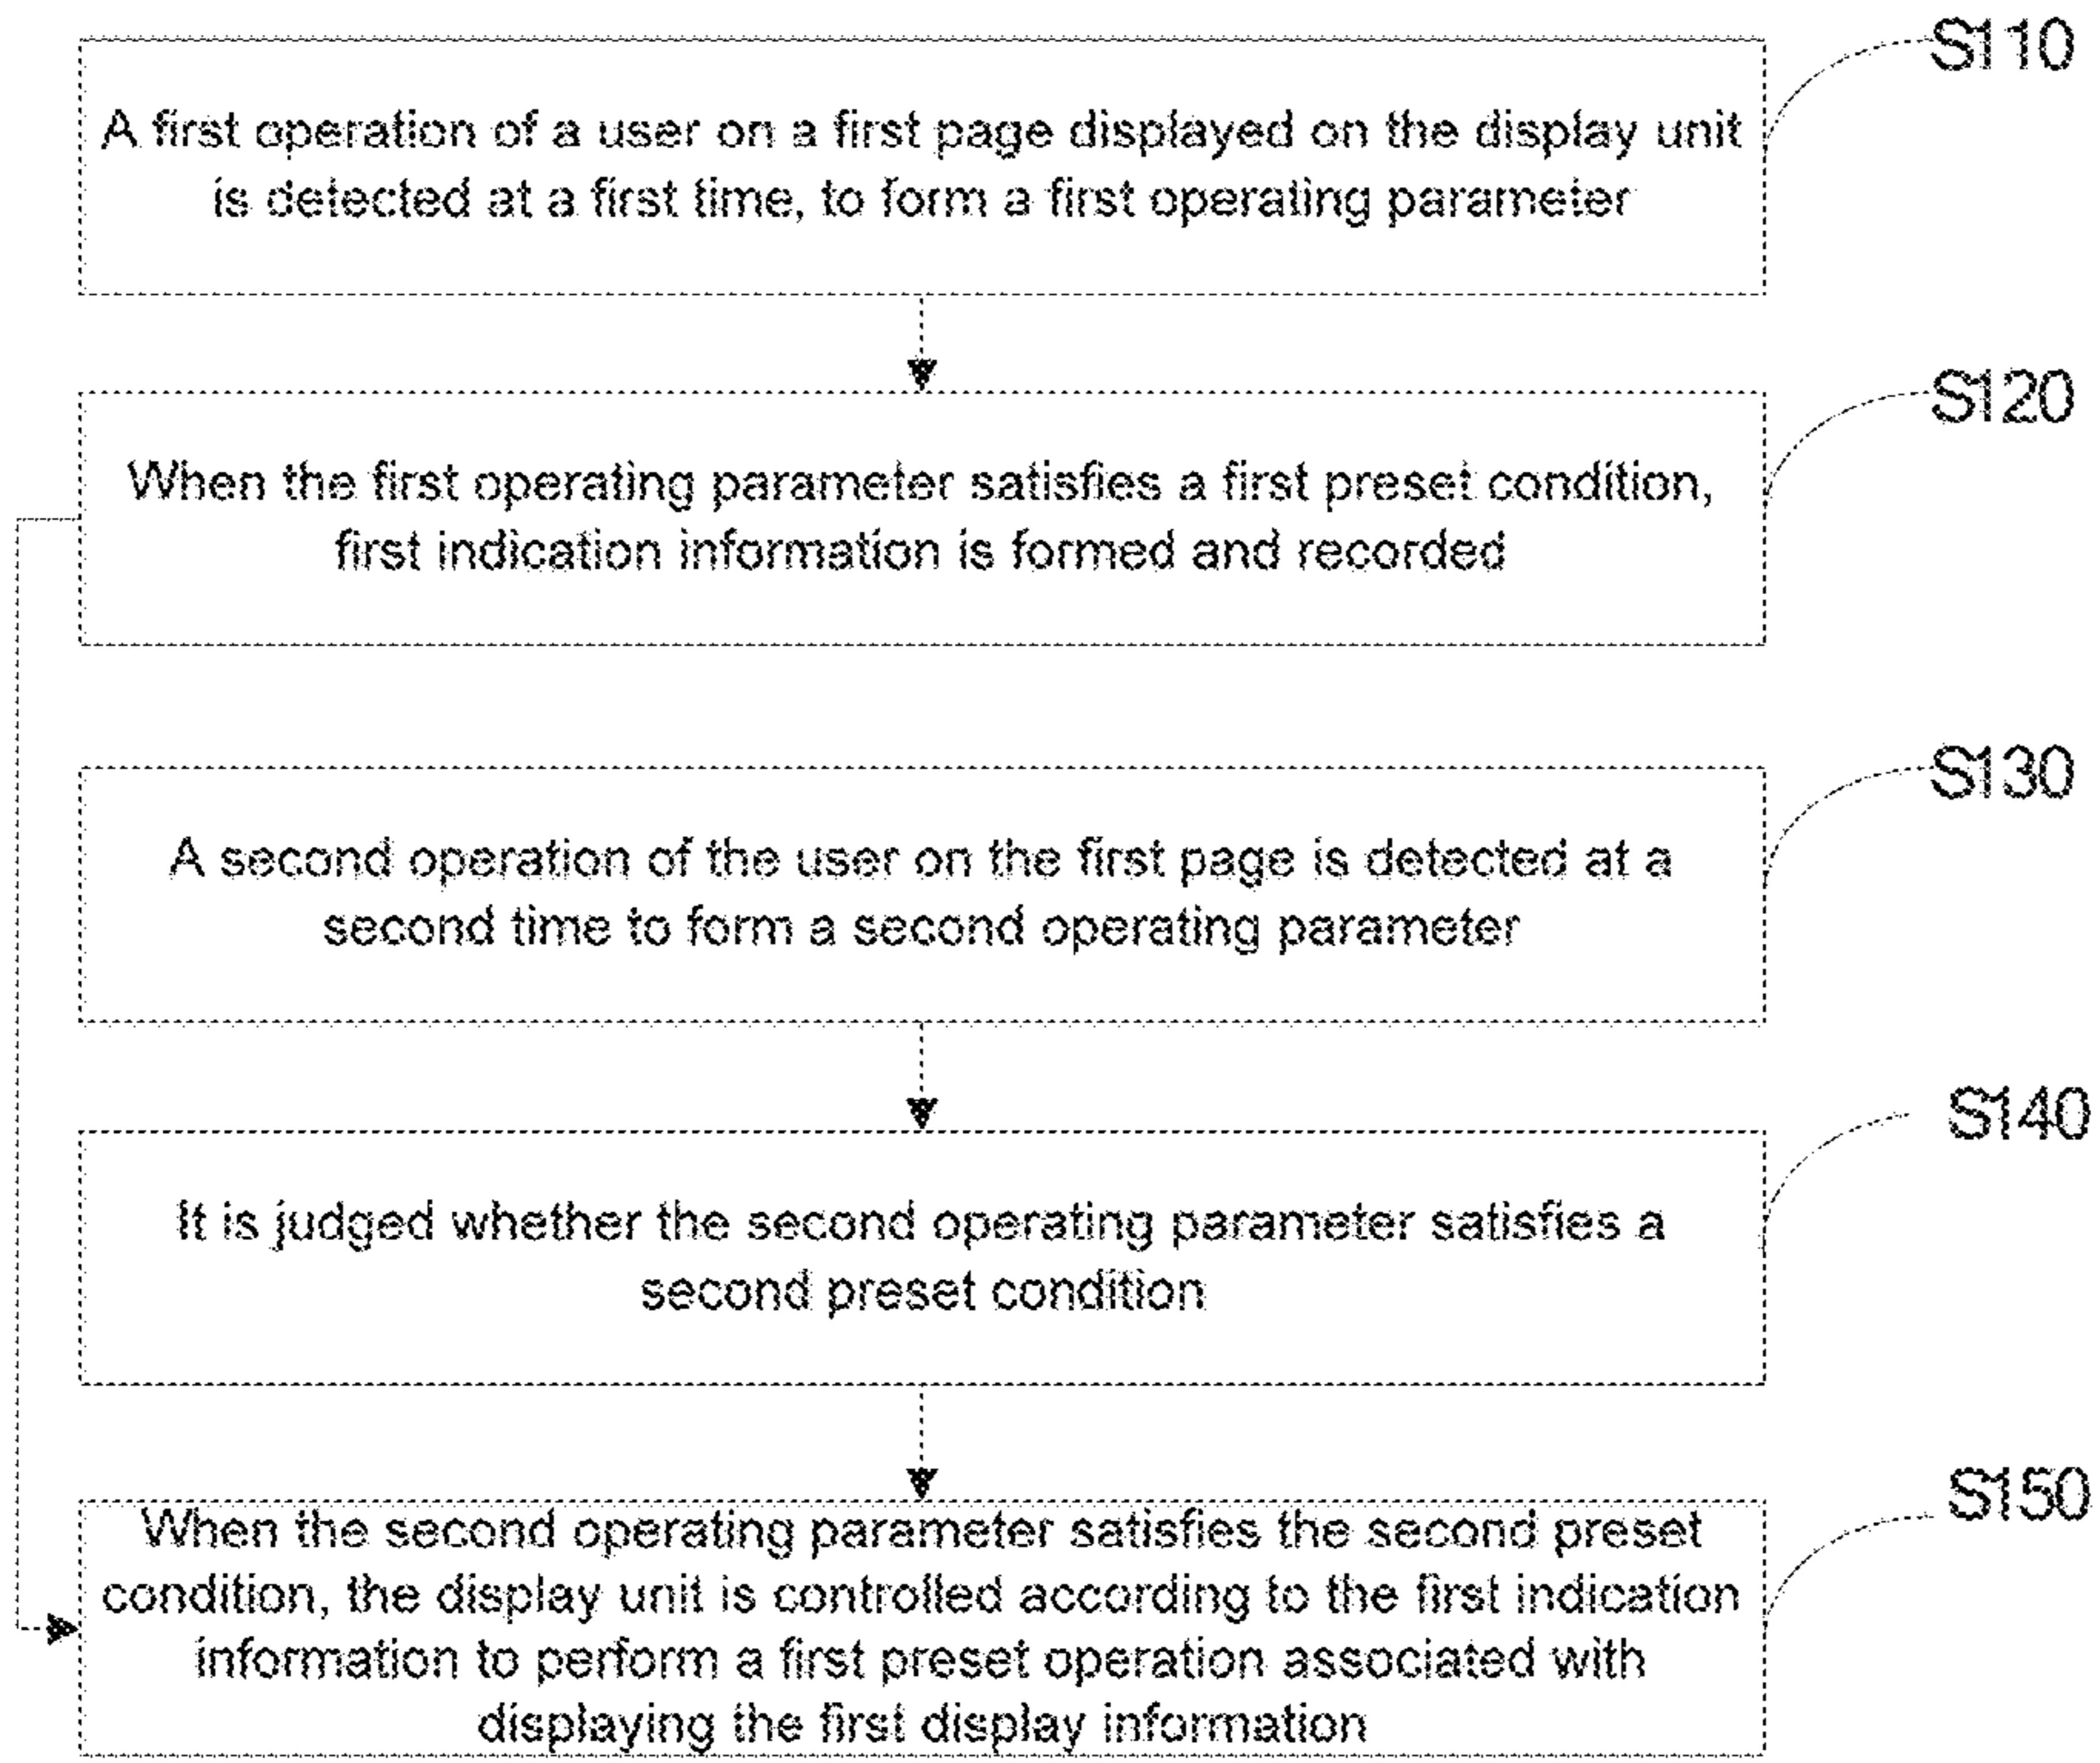 S110
A first operation of a user on a first page displayed on the display unit
is detected at a first time, to form a first operating parameter
S120
When the first operating parameter satisfies a first preset condition,
first indication information is formed and recorded
S130
A second operation of the user on the first page is detected at a
second time to form a second operating parameter
S140
It is judged whether the second operating parameter satisfies a
second preset condition
S150
When the second operating parameter satisfies the second preset
condition, the display unit is controlled according to the first indication
information to perform a first preset operation associated with
displaying the first display information